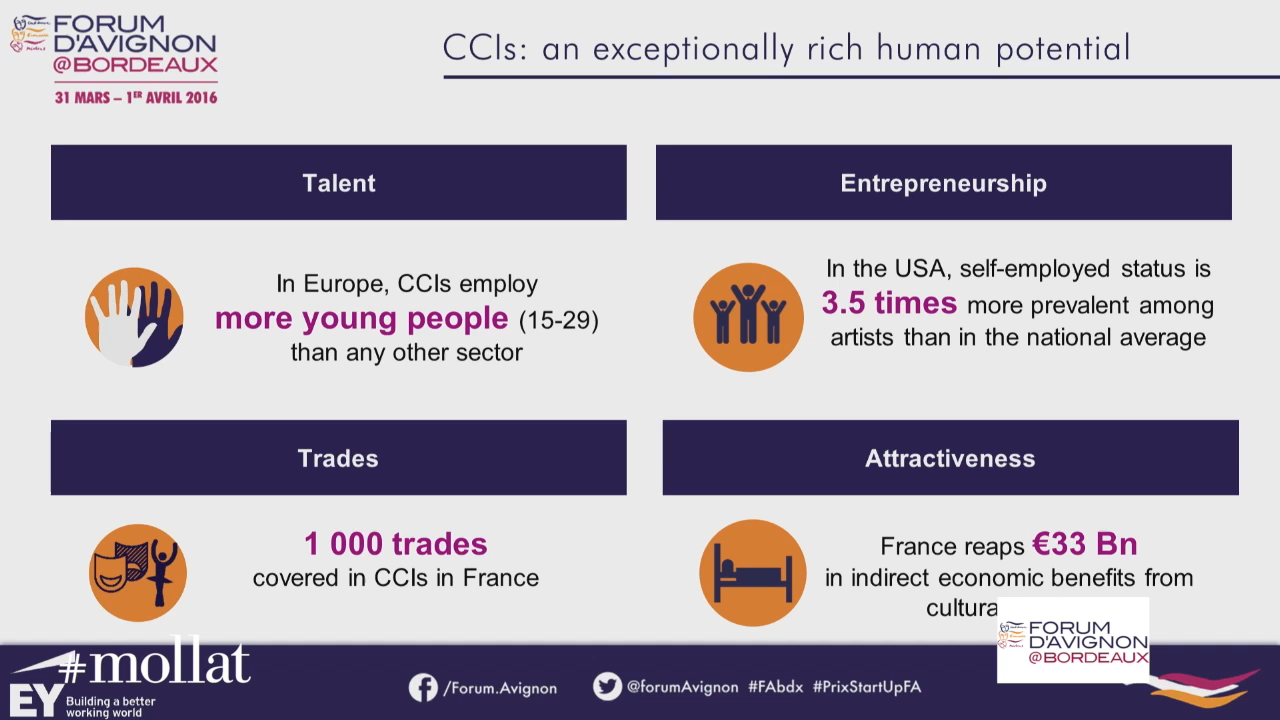 FORUM
D'AVIGNON
@BORDEAUX
31 MARS – 1ER AVRIL 2016
CCIs: an exceptionally rich human potential
Talent
In Europe, CCIs employ
more young people (15-29)
than any other sector
Entrepreneurship
In the USA, self-employed status is
3.5 times more prevalent among
artists than in the national average
Trades
1 000 trades
covered in CCIs in France
Attractiveness
France reaps €33 Bn
in indirect economic benefits from
FORUM
D'AVIGNON
@BORDEAUX
#mollat
EY
Building a better
working world
/Forum.Avignon
@forumAvignon #FAbdx #PrixStartUpFA